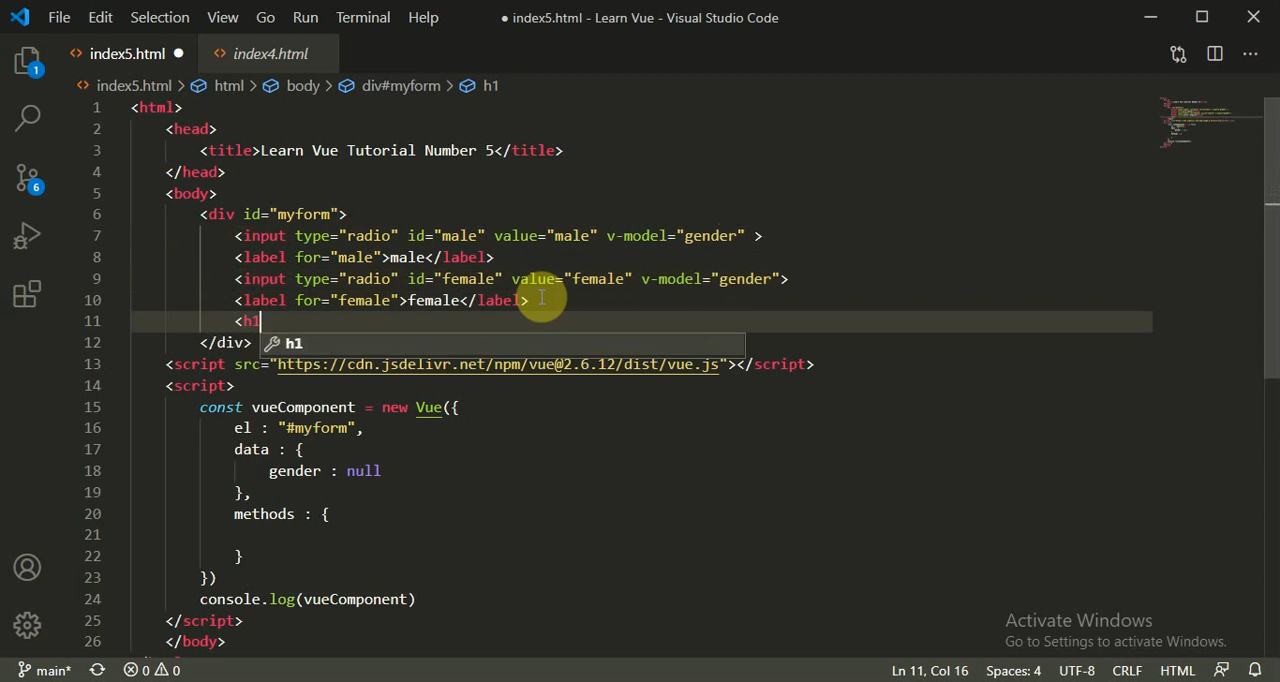 File Edit Selection View Go Run Terminal Help ● index5.html - Learn Vue - Visual Studio Code
index5.html ● index4.html
index5.html > html > body > div#myform > h1
1 <html>
2 <head>
3 <title>Learn Vue Tutorial Number 5</title>
4 </head>
5 <body>
6 <div id="myform">
7 <input type="radio" id="male" value="male" v-model="gender" >
8 <label for="male">male</label>
9 <input type="radio" id="female" value="female" v-model="gender">
10 <label for="female">female</label>
11 <h1
h1
12 </div>
13 <script src="https://cdn.jsdelivr.net/npm/vue@2.6.12/dist/vue.js"></script>
14 <script>
15 const vueComponent = new Vue({
16 el : "#myform",
17 data : {
18 gender : null
19 },
20 methods : {
21
22 }
23 })
24 console.log(vueComponent)
25 </script>
26 </body>
1
6
Activate Windows
Go to Settings to activate Windows.
main* 0 0 Ln 11, Col 16 Spaces: 4 UTF-8 CRLF HTML